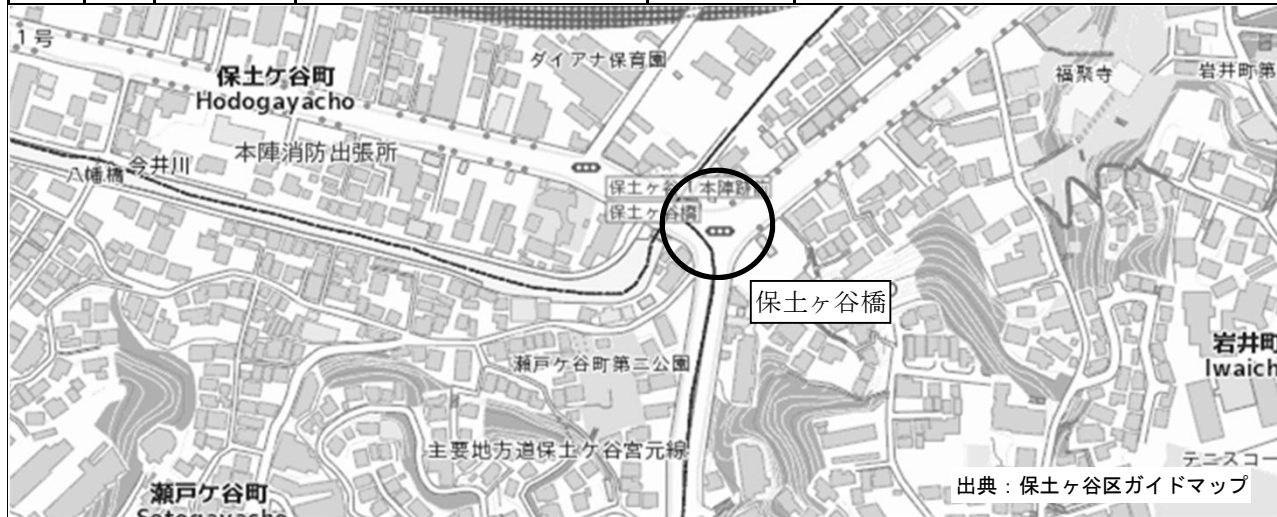 1号
保土ケ谷町
Hodogayacho
ダイアナ保育園
福聚寺
岩井町第
本陣消防出張所
今井川
八幡橋
保土ヶ谷
本陣跡
保土ヶ谷橋
保土ヶ谷橋
岩井町
Iwaich
瀬戸ケ谷町第二公園
主要地方道保土ケ谷宮元線
テニスコー
瀬戸ケ谷町
Setogayacho
出典：保土ヶ谷区ガイドマップ